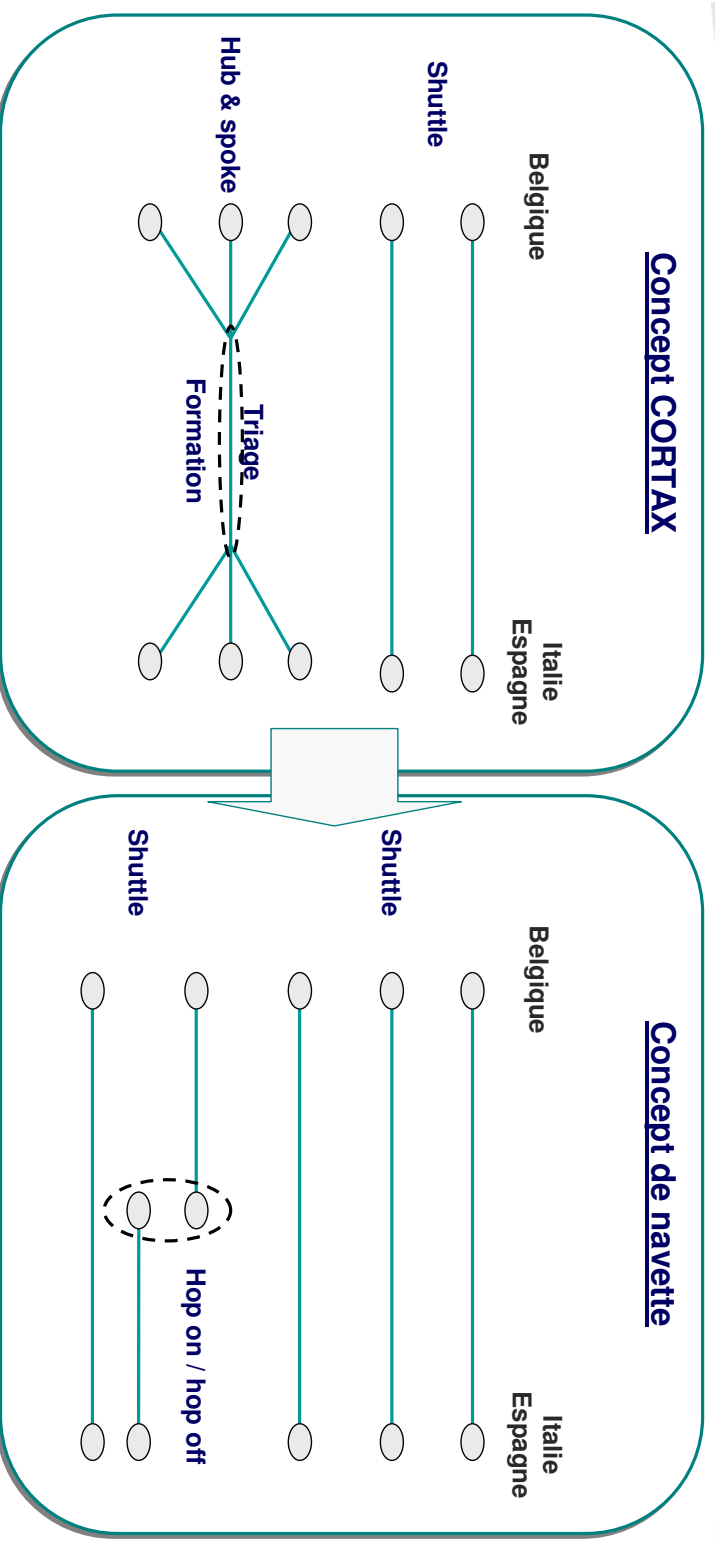 Concept CORTAX
Belgique
Italie
Espagne
Shuttle
Hub & spoke
Triage
Formation
Concept de navette
Belgique
Italie
Espagne
Shuttle
Shuttle
Hop on / hop off